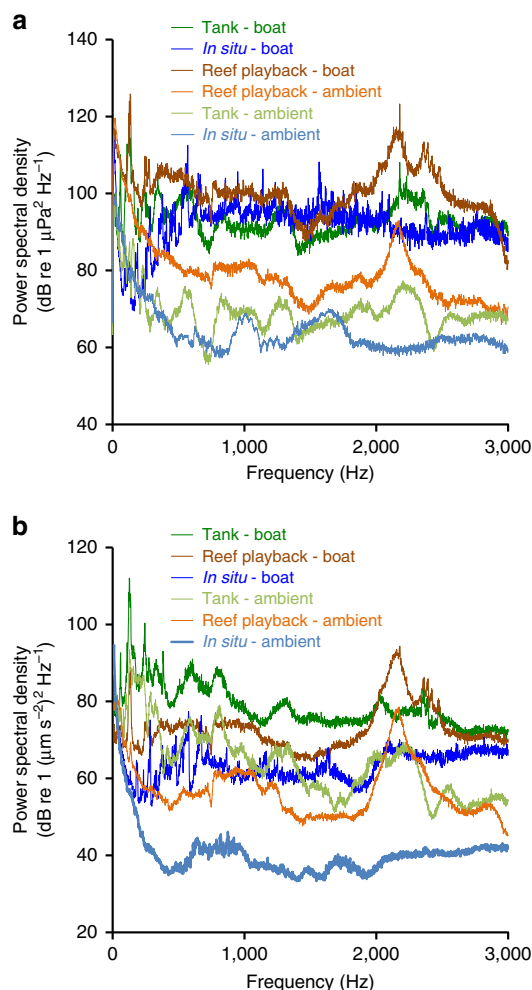 a
Tank - boat
In situ - boat
Reef playback - boat
Reef playback - ambient
Tank - ambient
In situ - ambient
Power spectral density
(dB re 1 μPa² Hz⁻¹)
140
120
100
80
60
40
0
1,000
2,000
3,000
Frequency (Hz)
b
Tank - boat
Reef playback - boat
In situ - boat
Tank - ambient
Reef playback - ambient
In situ - ambient
Power spectral density
(dB re 1 (μm s⁻²)² Hz⁻¹)
120
100
80
60
40
20
0
1,000
2,000
3,000
Frequency (Hz)